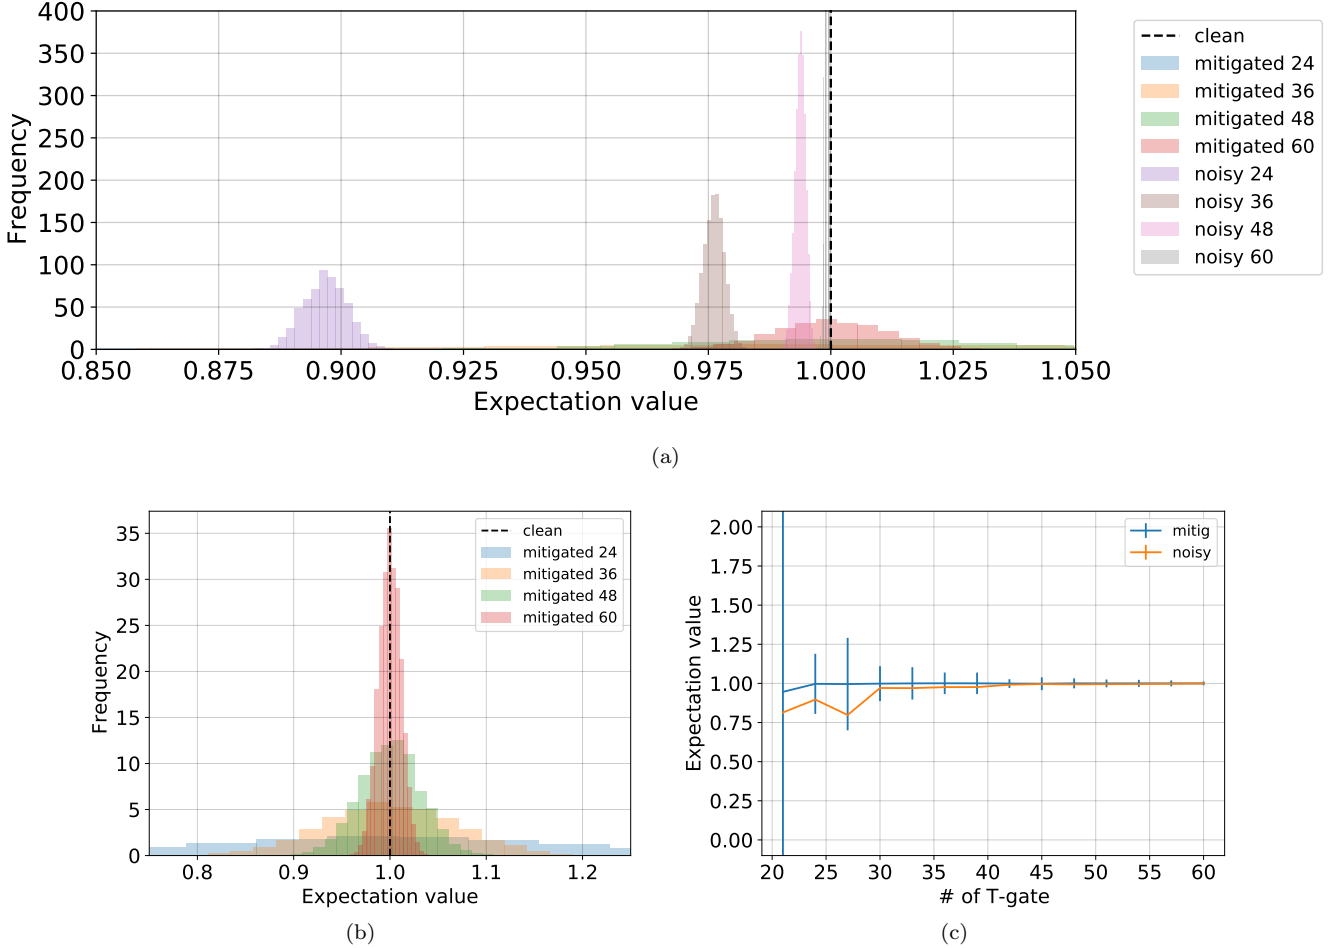 400
350
300
250
200
150
100
50
0
Frequency
0.850 0.875 0.900 0.925 0.950 0.975 1.000 1.025 1.050
Expectation value
clean
mitigated 24
mitigated 36
mitigated 48
mitigated 60
noisy 24
noisy 36
noisy 48
noisy 60
(a)
35
30
25
20
15
10
5
0
Frequency
0.8 0.9 1.0 1.1 1.2
Expectation value
clean
mitigated 24
mitigated 36
mitigated 48
mitigated 60
(b)
2.00
1.75
1.50
1.25
1.00
0.75
0.50
0.25
0.00
Expectation value
20 25 30 35 40 45 50 55 60
# of T-gate
mitig
noisy
(c)